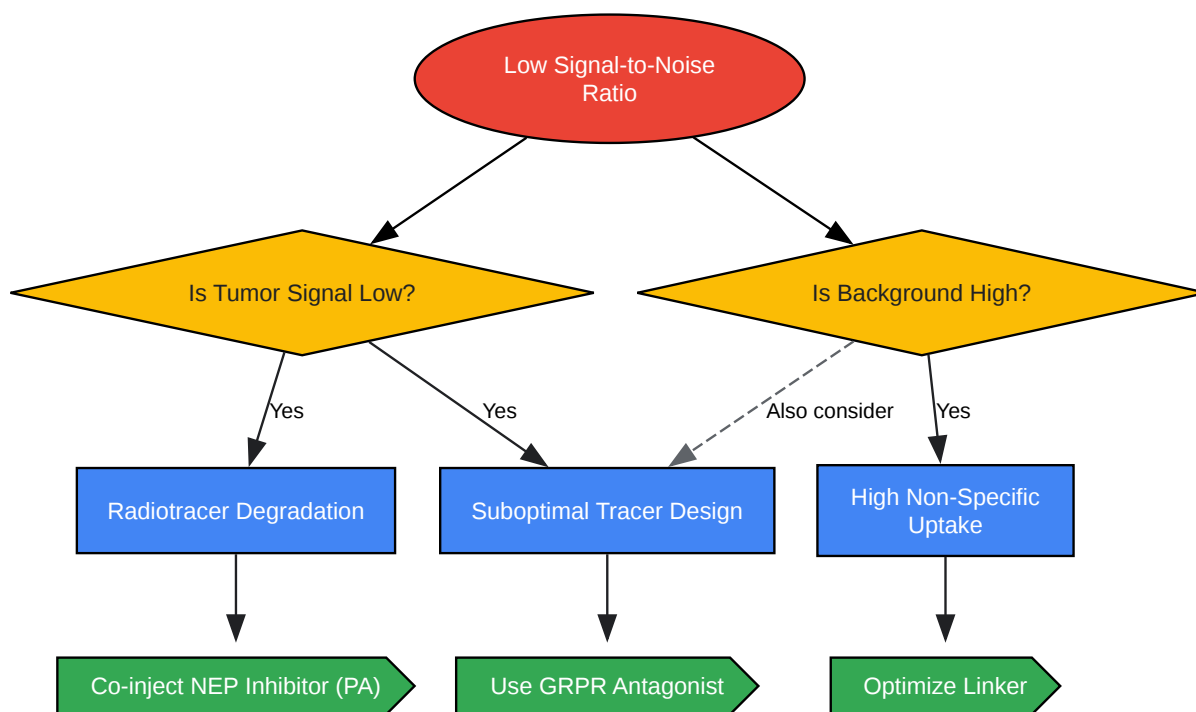 Low Signal-to-Noise
Ratio
Is Tumor Signal Low?
Is Background High?
Yes
Yes
Also consider
Yes
Radiotracer Degradation
Suboptimal Tracer Design
High Non-Specific
Uptake
Co-inject NEP Inhibitor (PA)
Use GRPR Antagonist
Optimize Linker